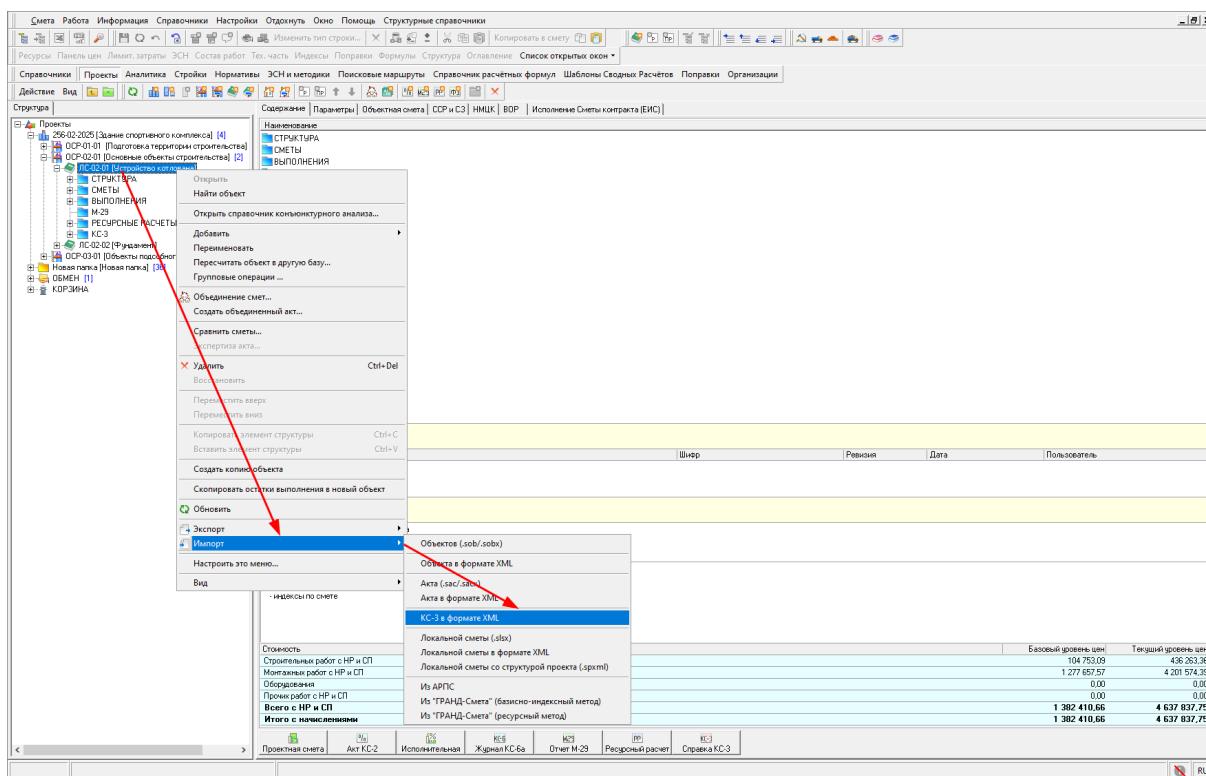 Смета Работа Информация Справочники Настройки Отдохнуть Окно Помощь Структурные справочники
Изменить тип строки... Копировать в смету
Ресурсы Панель цен Лимит. затраты ЭСН Состав работ Тех. часть Индексы Поправки Формулы Структура Оглавление Список открытых окон
Справочники Проекты Аналитика Стройки Нормативы ЭСН и методики Поисковые маршруты Справочник расчётных формул Шаблоны Сводных Расчётов Поправки Организации
Действие Вид
Структура
Содержание Параметры Объектная смета ССР и СЗ НМЦК ВОР Исполнение Сметы контракта (ЕИС)
Проекты
256-02-2025 [Здание спортивного комплекса] [4]
ОСР-01-01 [Подготовка территории строительства]
ОСР-02-01 [Основные объекты строительства] [2]
ЛС-02-01 [Устройство котлована]
СТРУКТУРА
СМЕТЫ
ВЫПОЛНЕНИЯ
М-29
РЕСУРСНЫЕ РАСЧЕТЫ
КС-3
ЛС-02-02 [Фундамент]
ОСР-03-01 [Объекты подсобног
Новая папка [Новая папка] [36]
ОБМЕН [1]
КОРЗИНА
Наименование
СТРУКТУРА
СМЕТЫ
ВЫПОЛНЕНИЯ
Открыть
Найти объект
Открыть справочник конъюнктурного анализа...
Добавить
Переименовать
Пересчитать объект в другую базу...
Групповые операции ...
Объединение смет...
Создать объединенный акт...
Сравнить сметы...
Экспертиза акта...
Удалить Ctrl+Del
Восстановить
Переместить вверх
Переместить вниз
Копировать элемент структуры Ctrl+C
Вставить элемент структуры Ctrl+V
Создать копию объекта
Скопировать остатки выполнения в новый объект
Обновить
Экспорт
Импорт
Настроить это меню...
Вид
Шифр Ревизия Дата Пользователь
Объектов (.sob/.sobx)
Объекта в формате XML
Акта (.sac/.sacx)
Акта в формате XML
КС-3 в формате XML
Локальной сметы (.slsx)
Локальной сметы в формате XML
Локальной сметы со структурой проекта (.spxml)
Из АРПС
Из "ГРАНД-Смета" (базисно-индексный метод)
Из "ГРАНД-Смета" (ресурсный метод)
- индексы по смете
Стоимость Базовый уровень цен Текущий уровень цен
Строительных работ с НР и СП 104 753,09 436 263,36
Монтажных работ с НР и СП 1 277 657,57 4 201 574,39
Оборудования 0,00 0,00
Прочих работ с НР и СП 0,00 0,00
Всего с НР и СП 1 382 410,66 4 637 837,75
Итого с начислениями 1 382 410,66 4 637 837,75
Проектная смета Акт КС-2 Исполнительная Журнал КС-6а Отчет М-29 Ресурсный расчет Справка КС-3
RU